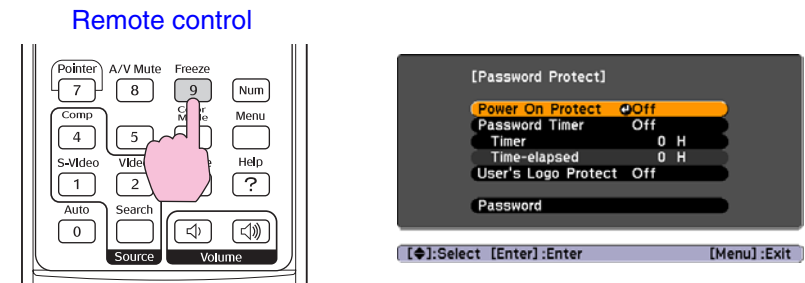 Remote control
Pointer A/V Mute Freeze
7 8 9 Num
Comp Menu
4 5
S-Video Help
1 2 ?
Auto Search
0
Source Volume
[Password Protect]
Power On Protect Off
Password Timer Off
Timer 0 H
Time-elapsed 0 H
User's Logo Protect Off
Password
[◆]:Select [Enter]:Enter [Menu]:Exit